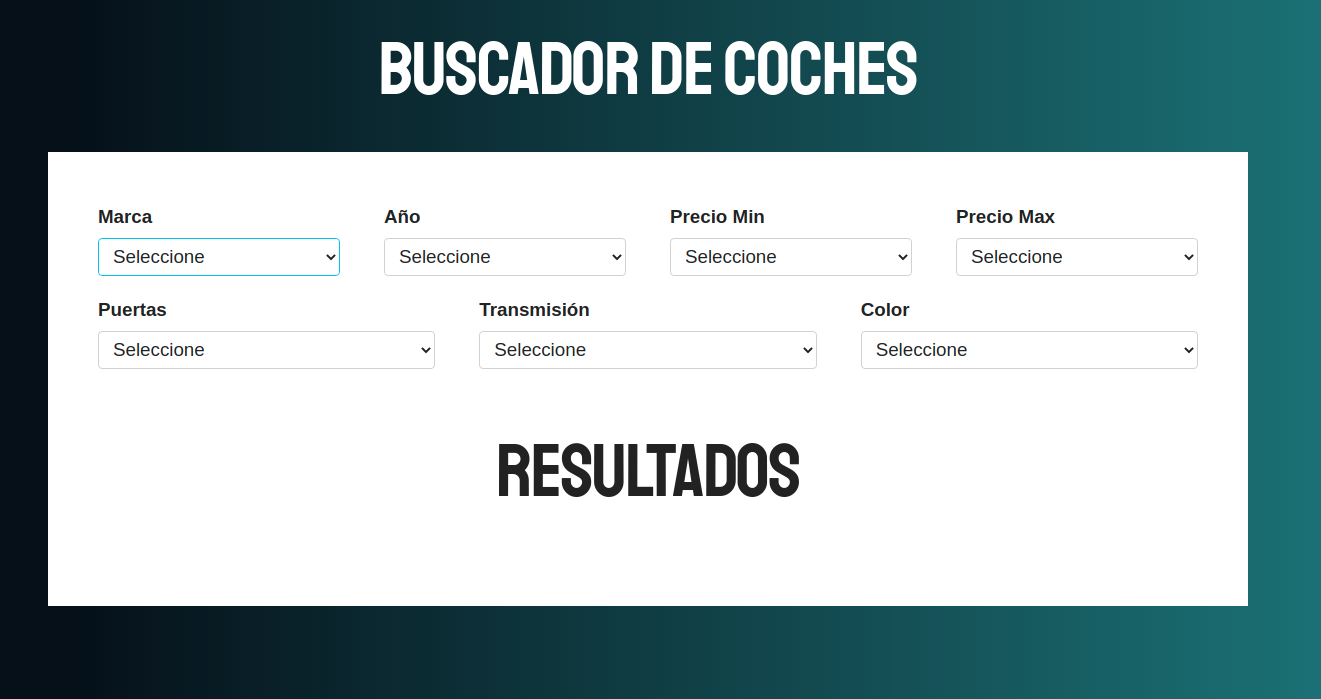 BUSCADOR DE COCHES
Marca Año Precio Min Precio Max
Seleccione Seleccione Seleccione Seleccione
Puertas Transmisión Color
Seleccione Seleccione Seleccione
RESULTADOS